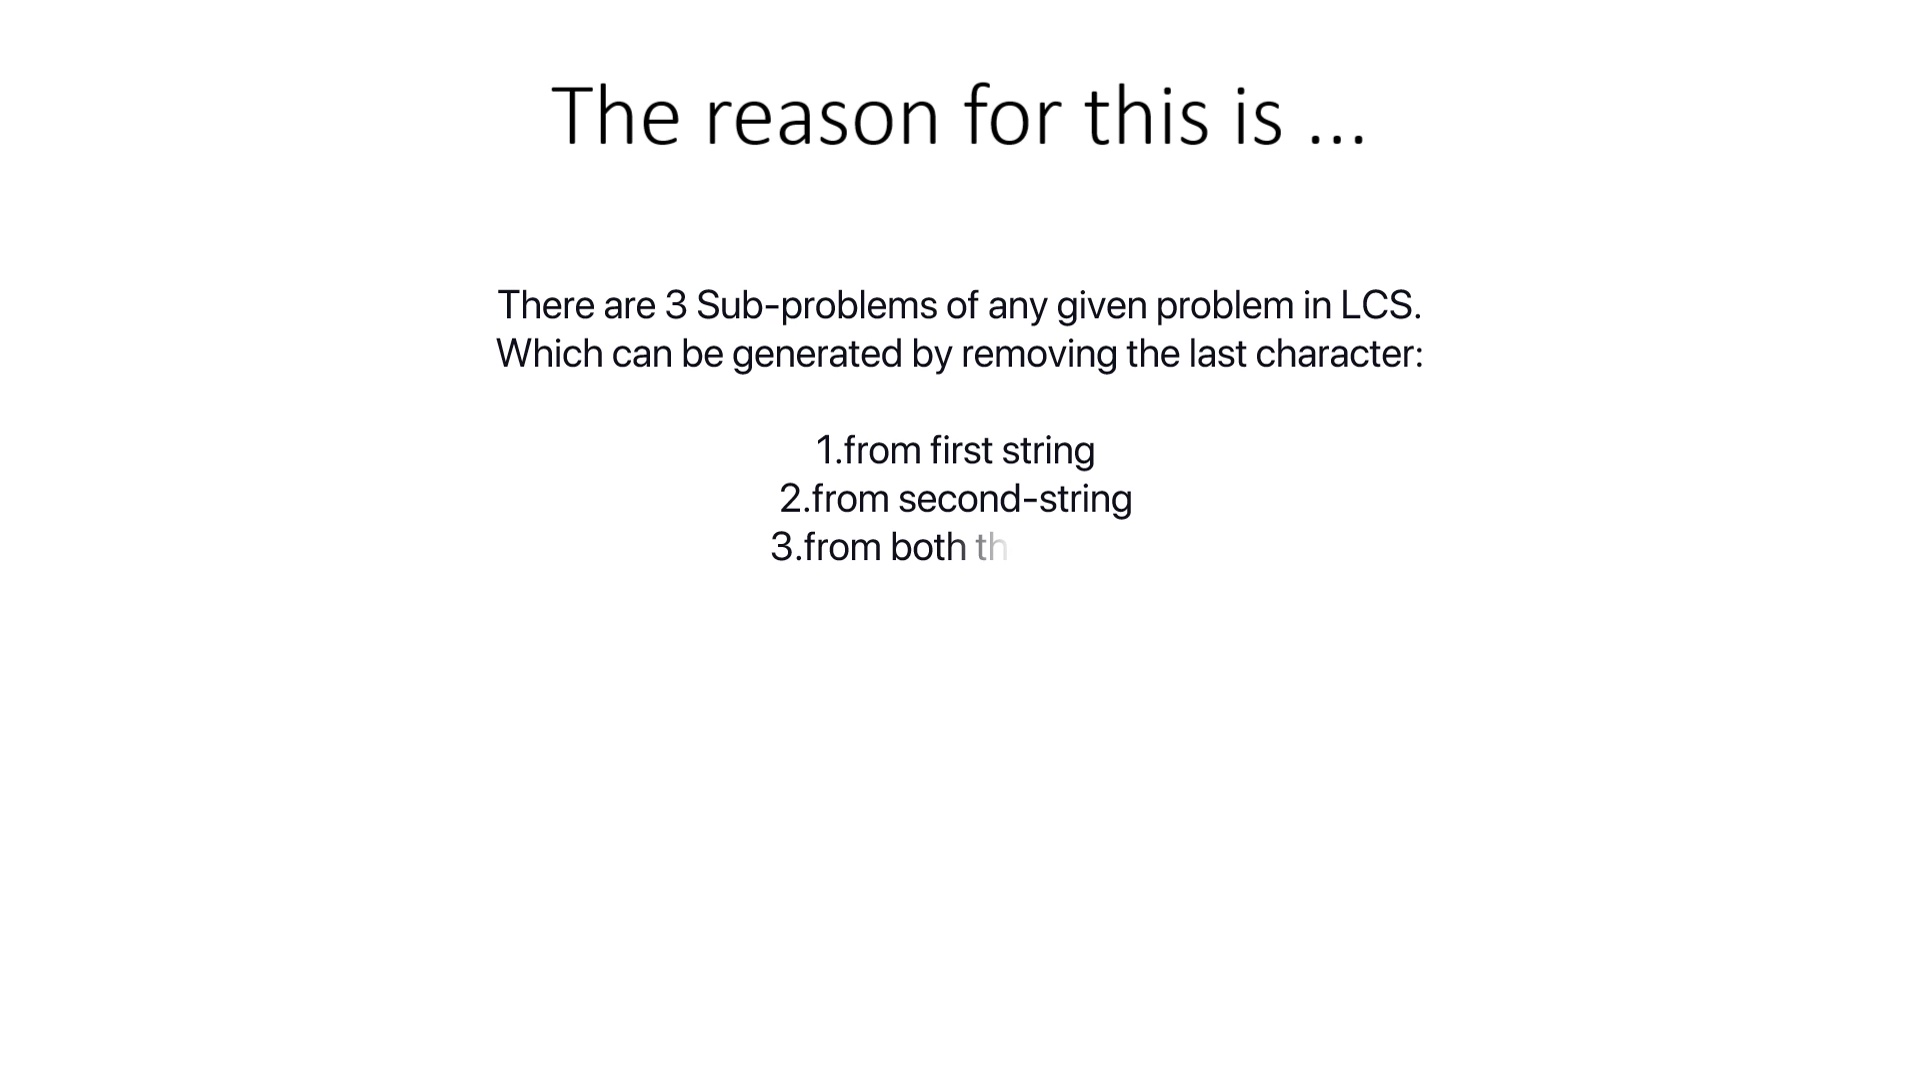 The reason for this is ...
There are 3 Sub-problems of any given problem in LCS.
Which can be generated by removing the last character:
1.from first string
2.from second-string
3.from both th